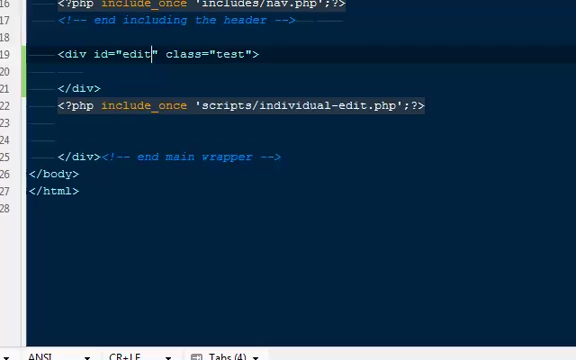 16 <?php include_once 'includes/nav.php';?>
17 <!-- end including the header -->
18
19 <div id="edit" class="test">
20
21 </div>
22 <?php include_once 'scripts/individual-edit.php';?>
23
24
25 </div><!-- end main wrapper -->
26 </body>
27 </html>
28
ANSI CR+LF Tabs (4)